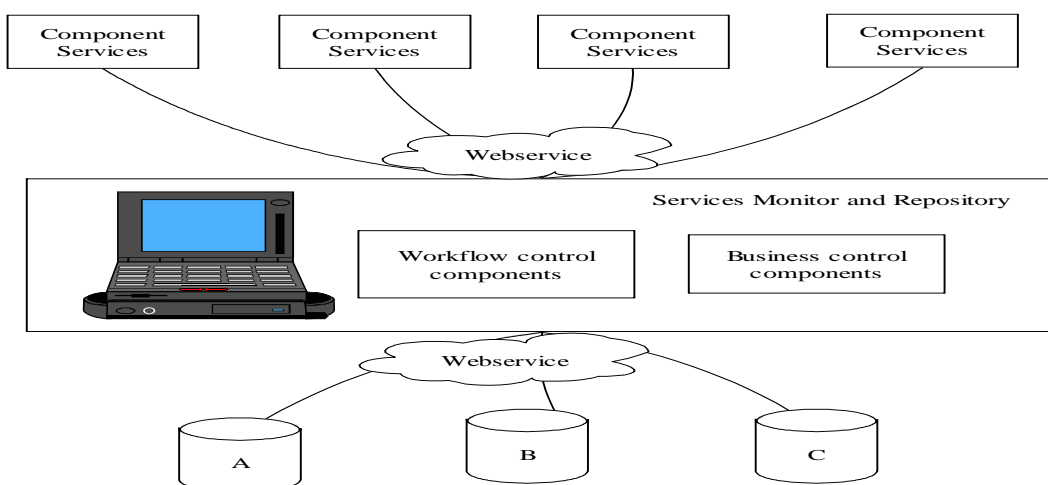 Component
Services
Component
Services
Component
Services
Component
Services
Webservice
Services Monitor and Repository
Workflow control
components
Business control
components
Webservice
A
B
C